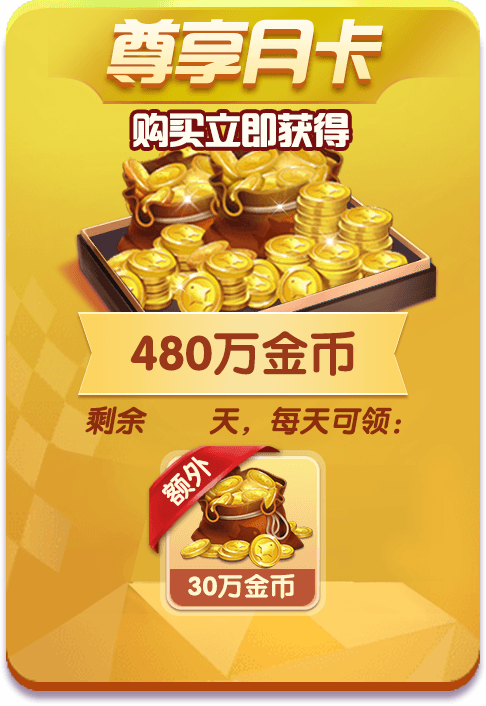 尊享月卡
购买立即获得
480万金币
剩余 天，每天可领：
额外
30万金币